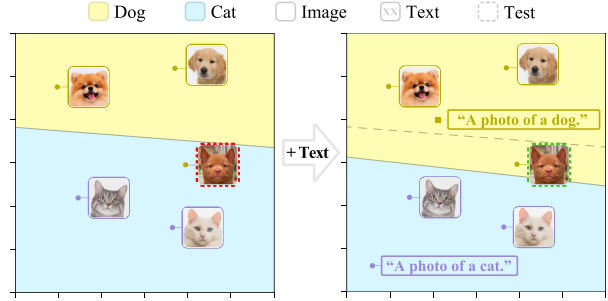 Dog Cat Image XX Text Test
+ Text
“A photo of a dog.”
“A photo of a cat.”